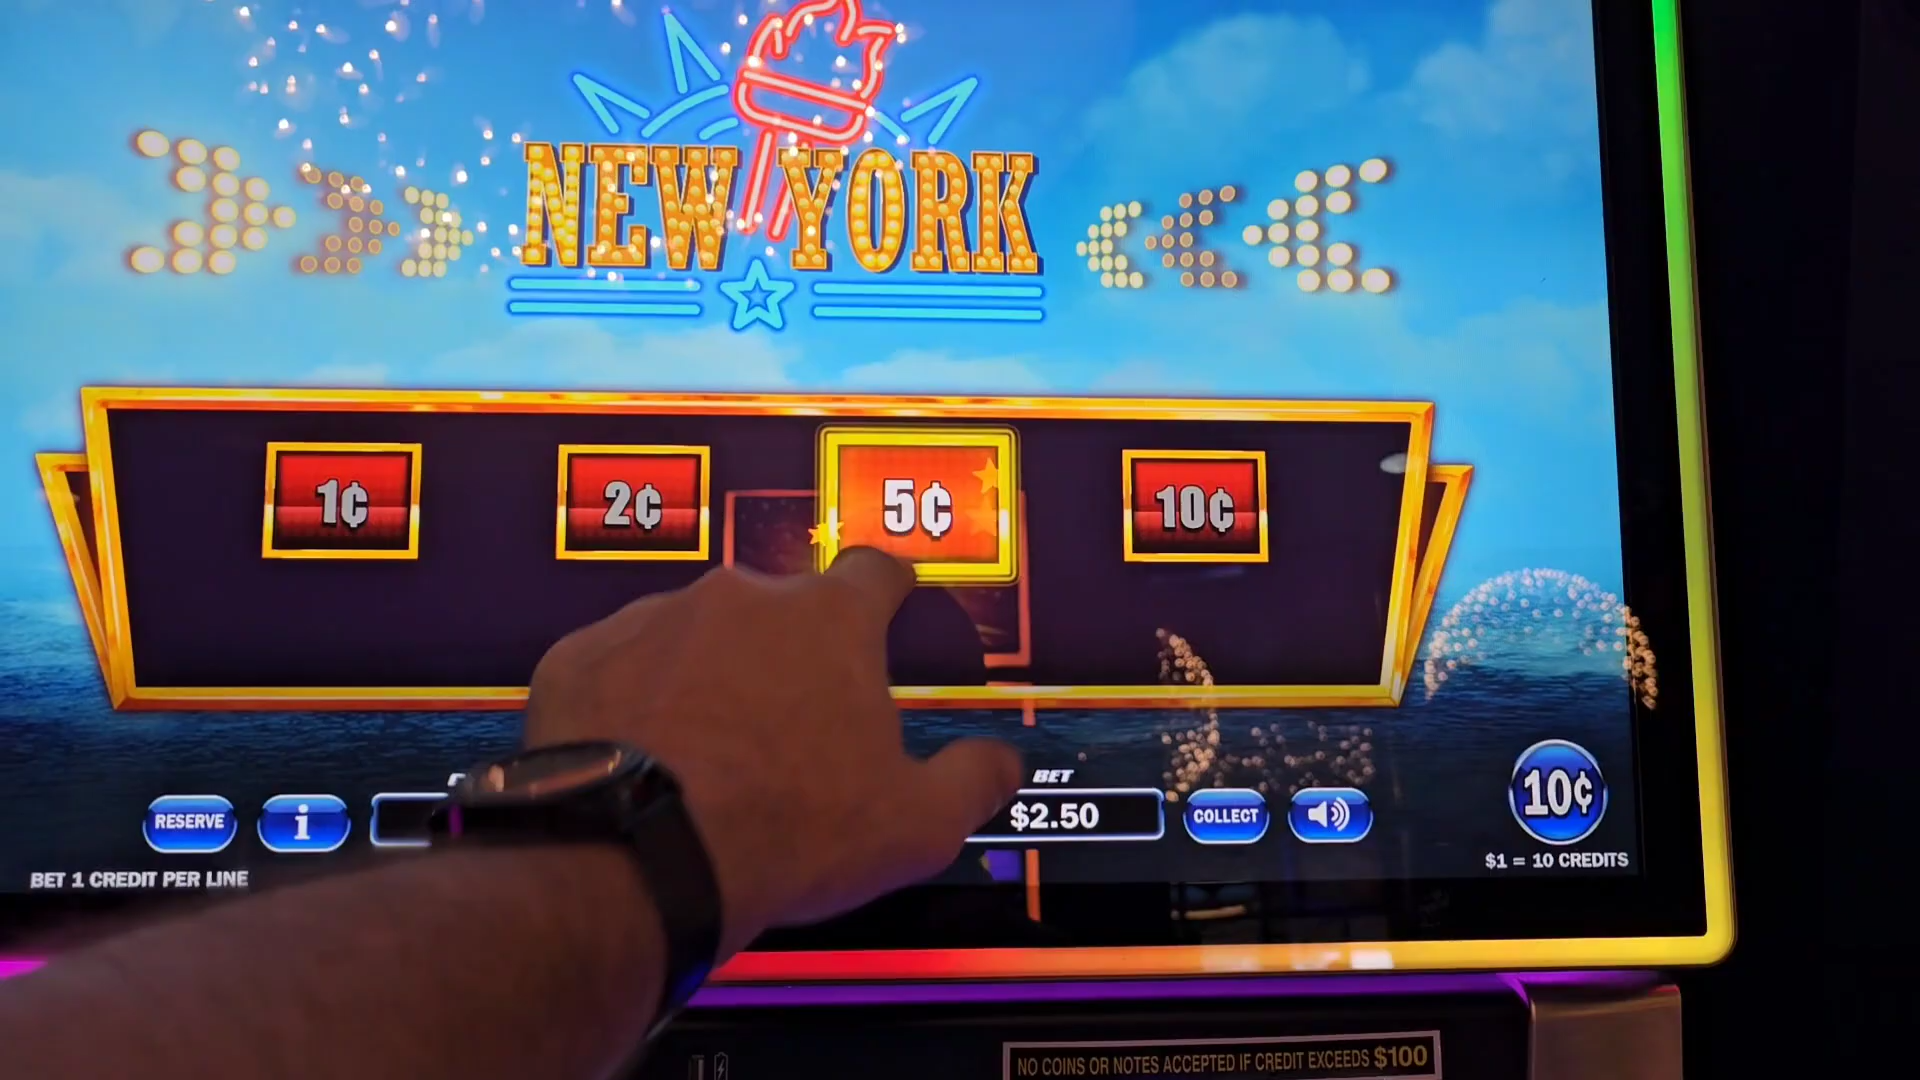 NEW YORK
1¢
2¢
5¢
10¢
BET
RESERVE
i
$2.50
COLLECT
10¢
$1 = 10 CREDITS
BET 1 CREDIT PER LINE
NO COINS OR NOTES ACCEPTED IF CREDIT EXCEEDS $100